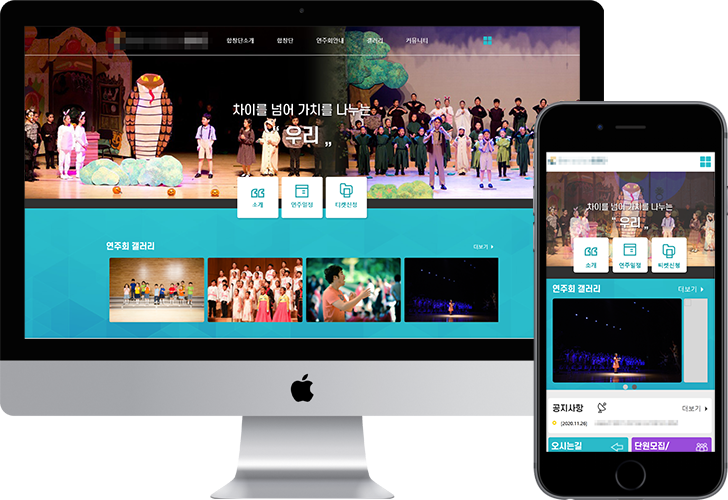 합창단소개 합창단 연주회안내 갤러리 커뮤니티
차이를 넘어 가치를 나누는
“ 우리 „
소개 연주일정 티켓신청
연주회 갤러리 더보기
차이를 넘어 가치를 나누는
“ 우리 „
소개 연주일정 티켓신청
연주회 갤러리 더보기
공지사항 더보기
[2020.11.26]
오시는길 단원모집/